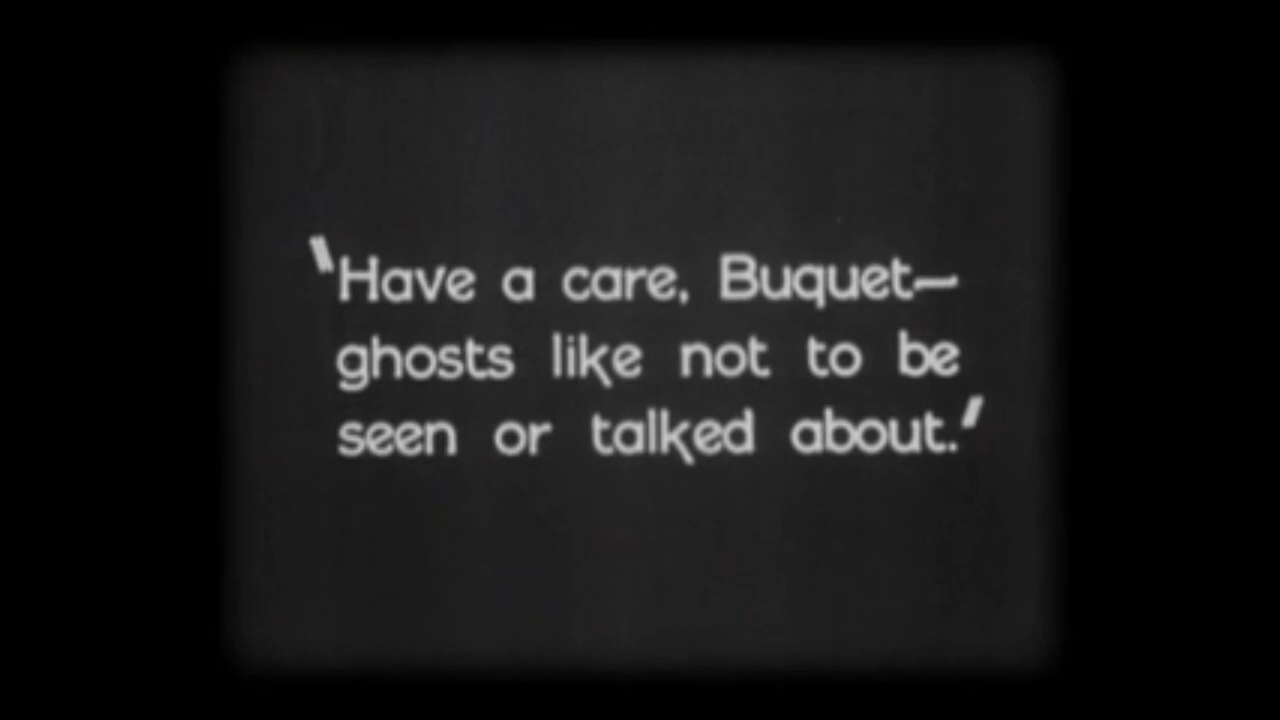 "Have a care, Buquet—
ghosts like not to be
seen or talked about."